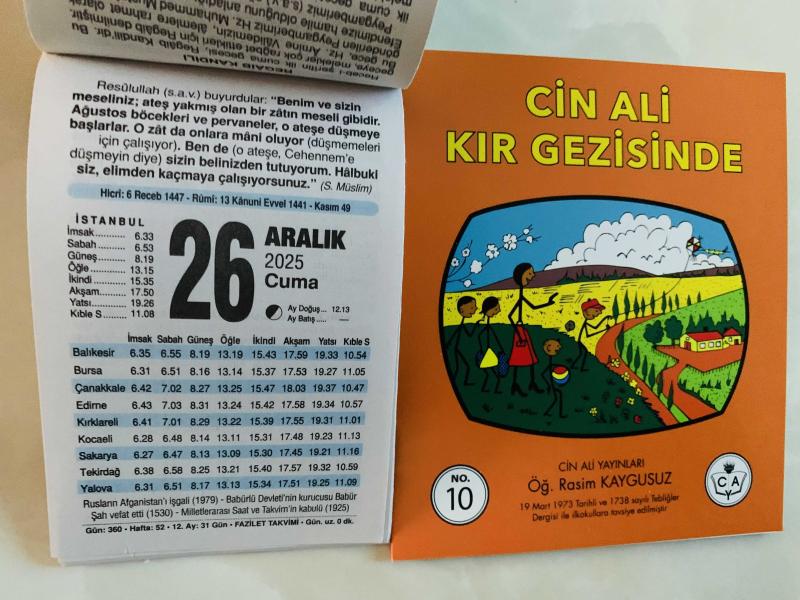 REGAİB KANDİLİ
Resûlullah (s.a.v.) buyurdular: "Benim ve sizin
meseliniz; ateş yakmış olan bir zâtın meseli gibidir.
Ağustos böcekleri ve pervaneler, o ateşe düşmeye
başlarlar. O zât da onlara mâni oluyor (düşmemeleri
için çalışıyor). Ben de (o ateşe, Cehennem'e
düşmeyin diye) sizin belinizden tutuyorum. Hâlbuki
siz, elimden kaçmaya çalışıyorsunuz." (S. Müslim)
Hicri: 6 Receb 1447 - Rûmî: 13 Kânuni Evvel 1441 - Kasım 49
İSTANBUL
İmsak........... 6.33
Sabah .......... 6.53
Güneş.......... 8.19
Öğle ............ 13.15
İkindi ........... 15.35
Akşam......... 17.50
Yatsı............ 19.26
Kıble S ........ 11.08
26
ARALIK
2025
Cuma
Ay Doğuş... 12.13
Ay Batış..... —
İmsak Sabah Güneş Öğle İkindi Akşam Yatsı Kıble S
Balıkesir 6.35 6.55 8.19 13.19 15.43 17.59 19.33 10.54
Bursa 6.31 6.51 8.16 13.14 15.37 17.53 19.27 11.05
Çanakkale 6.42 7.02 8.27 13.25 15.47 18.03 19.37 10.47
Edirne 6.43 7.03 8.31 13.24 15.42 17.58 19.34 10.57
Kırklareli 6.41 7.01 8.29 13.22 15.39 17.55 19.31 11.01
Kocaeli 6.28 6.48 8.14 13.11 15.31 17.48 19.23 11.13
Sakarya 6.27 6.47 8.13 13.09 15.30 17.45 19.21 11.16
Tekirdağ 6.38 6.58 8.25 13.21 15.40 17.57 19.32 10.59
Yalova 6.31 6.51 8.17 13.13 15.34 17.51 19.25 11.09
Rusların Afganistan'ı işgali (1979) - Babürlü Devleti'nin kurucusu Babür
Şah vefat etti (1530) - Milletlerarası Saat ve Takvim'in kabulü (1925)
Gün: 360 • Hafta: 52 • 12. Ay: 31 Gün • FAZİLET TAKVİMİ • Gün. uz. 0 dk.
CİN ALİ
KIR GEZİSİNDE
CİN ALİ YAYINLARI
Öğ. Rasim KAYGUSUZ
19 Mart 1973 Tarihli ve 1738 sayılı Tebliğler
Dergisi ile ilkokullara tavsiye edilmiştir
NO.
10
C A